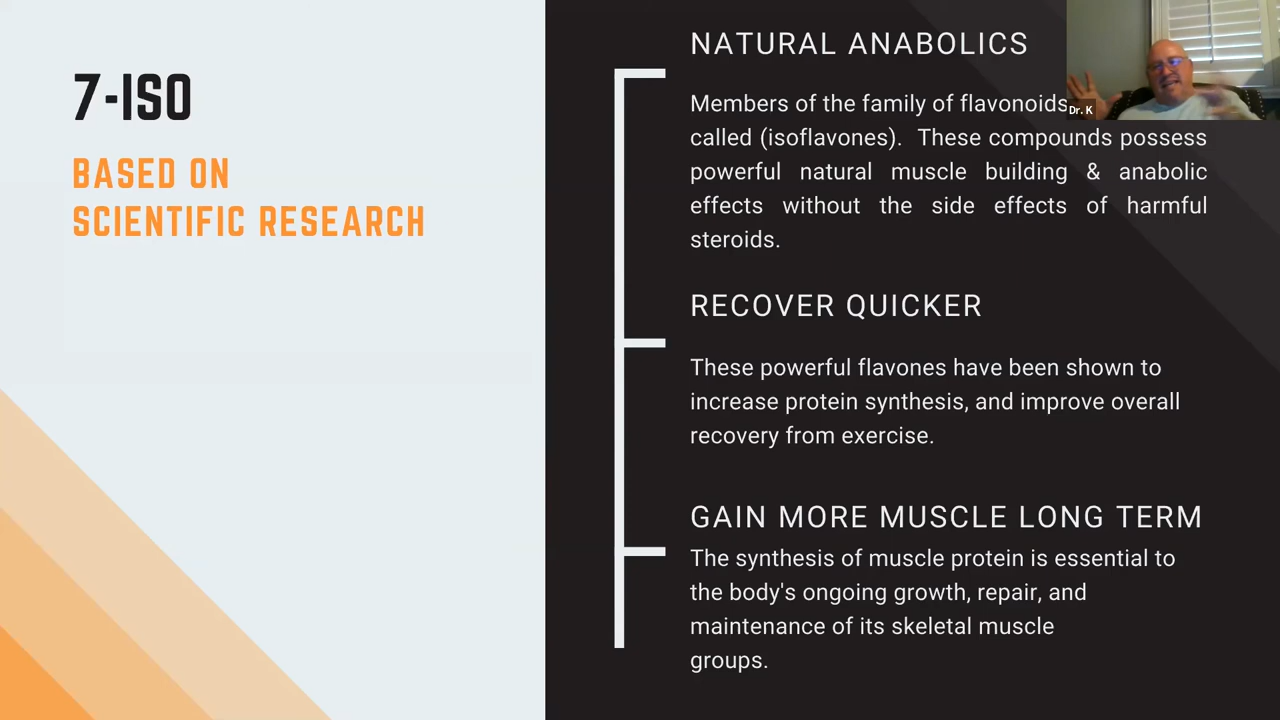 7-ISO
BASED ON
SCIENTIFIC RESEARCH
NATURAL ANABOLICS
Members of the family of flavonoids
called (isoflavones). These compounds possess
powerful natural muscle building & anabolic
effects without the side effects of harmful
steroids.
RECOVER QUICKER
These powerful flavones have been shown to
increase protein synthesis, and improve overall
recovery from exercise.
GAIN MORE MUSCLE LONG TERM
The synthesis of muscle protein is essential to
the body's ongoing growth, repair, and
maintenance of its skeletal muscle
groups.
Dr. K